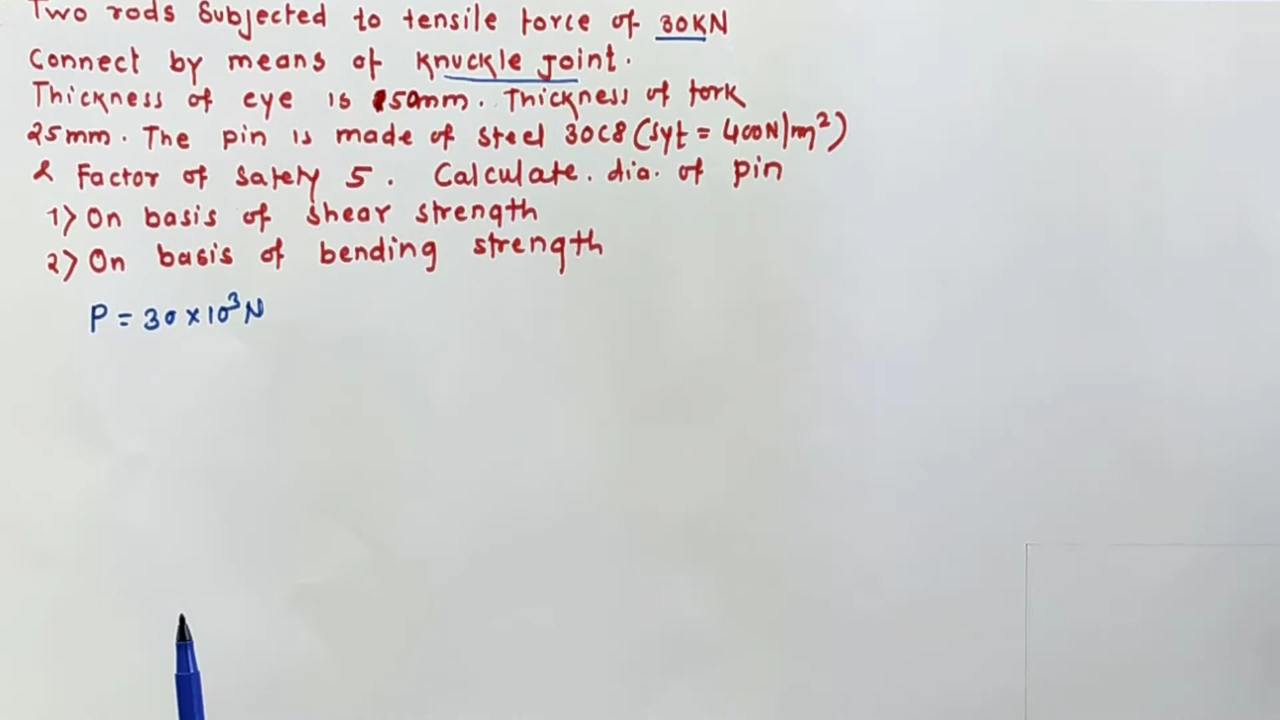 Two rods Subjected to tensile force of 30KN
Connect by means of Knuckle Joint.
Thickness of eye is 50mm. Thickness of fork
25mm. The pin is made of steel 30C8 (Syt = 400N/mm²)
& Factor of Safety 5. Calculate. dia. of pin
1) On basis of shear strength
2) On basis of bending strength
P = 30 × 10³ N